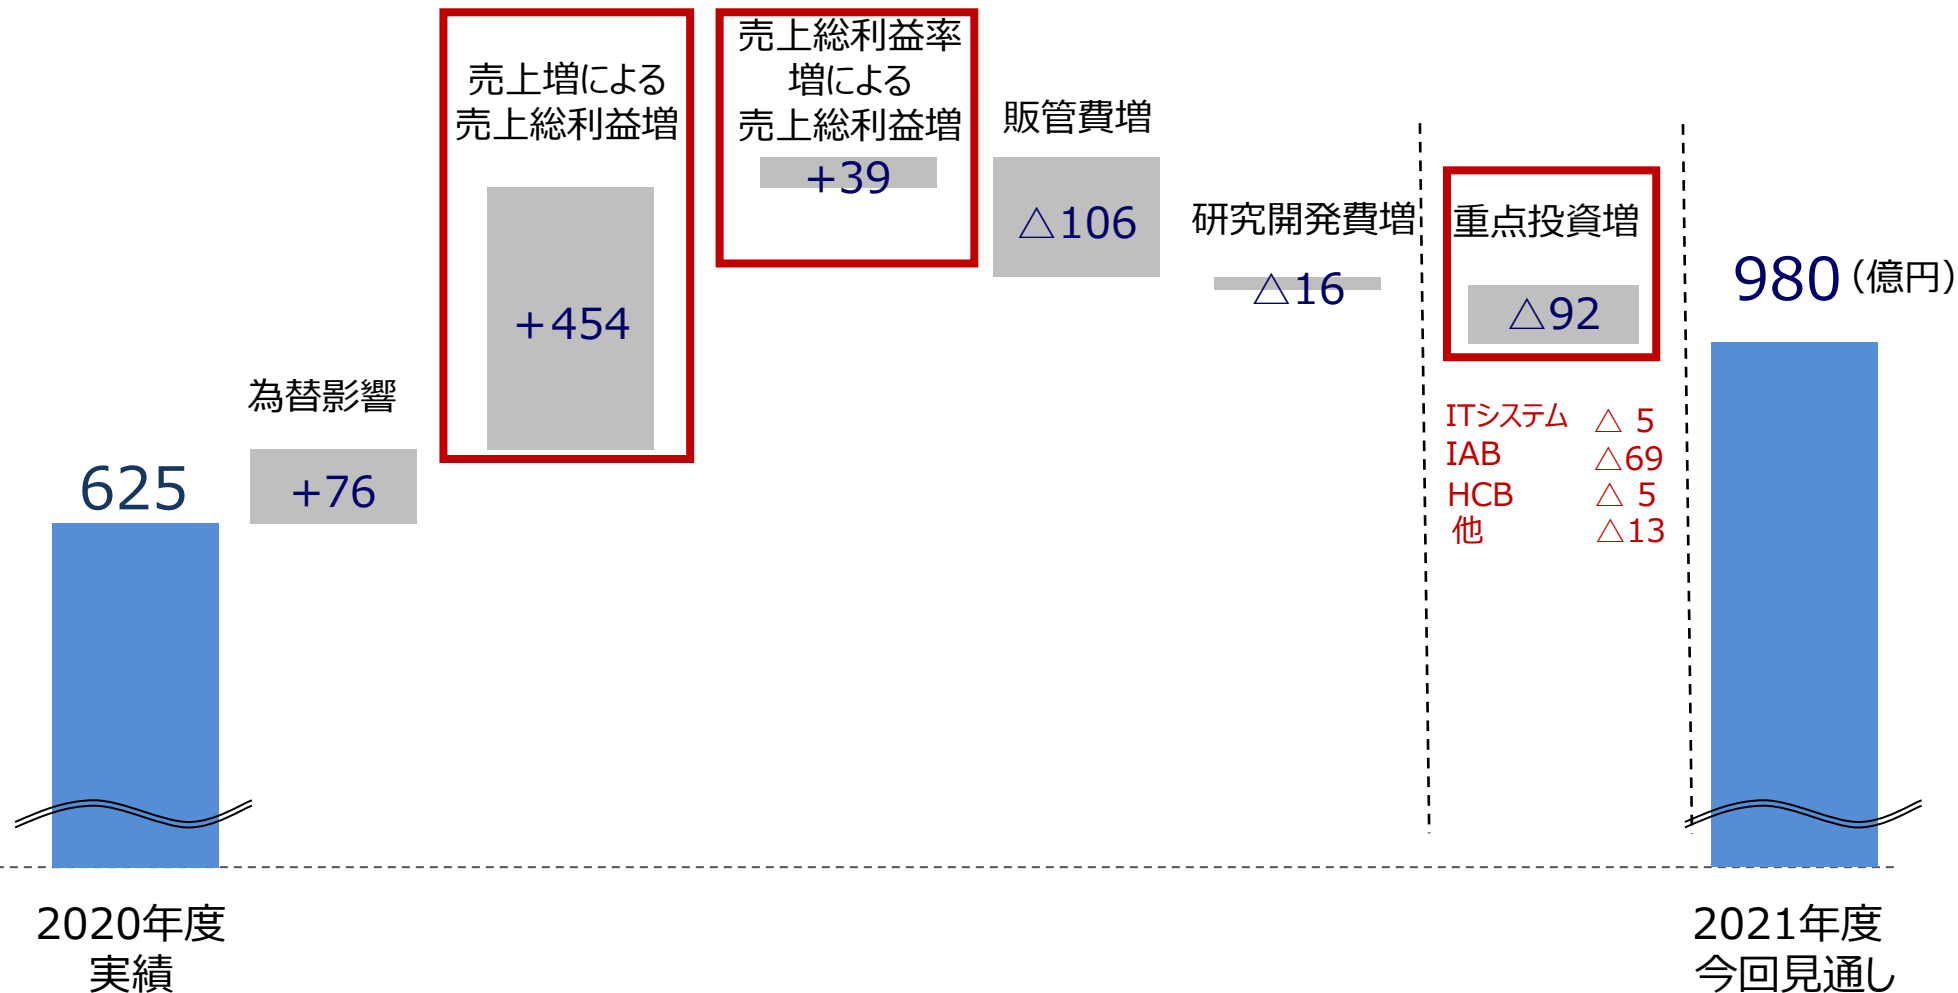 625
為替影響
+76
売上増による
売上総利益増
+454
売上総利益率
増による
売上総利益増
+39
販管費増
△106
研究開発費増
△16
重点投資増
△92
ITシステム △ 5
IAB △69
HCB △ 5
他 △13
980（億円）
2020年度
実績
2021年度
今回見通し